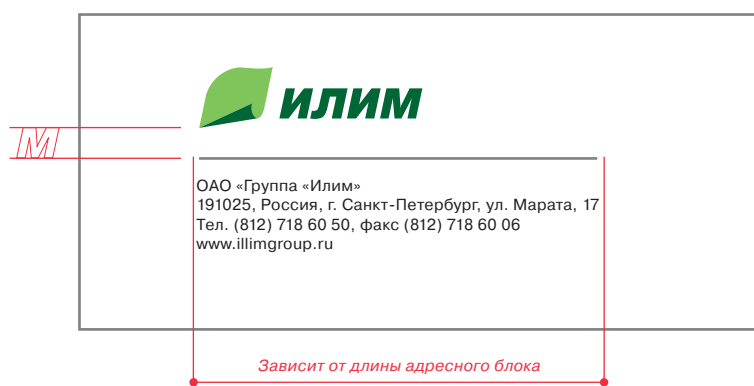 ИЛИМ
М
ОАО «Группа «Илим»
191025, Россия, г. Санкт-Петербург, ул. Марата, 17
Тел. (812) 718 60 50, факс (812) 718 60 06
www.illimgroup.ru
Зависит от длины адресного блока